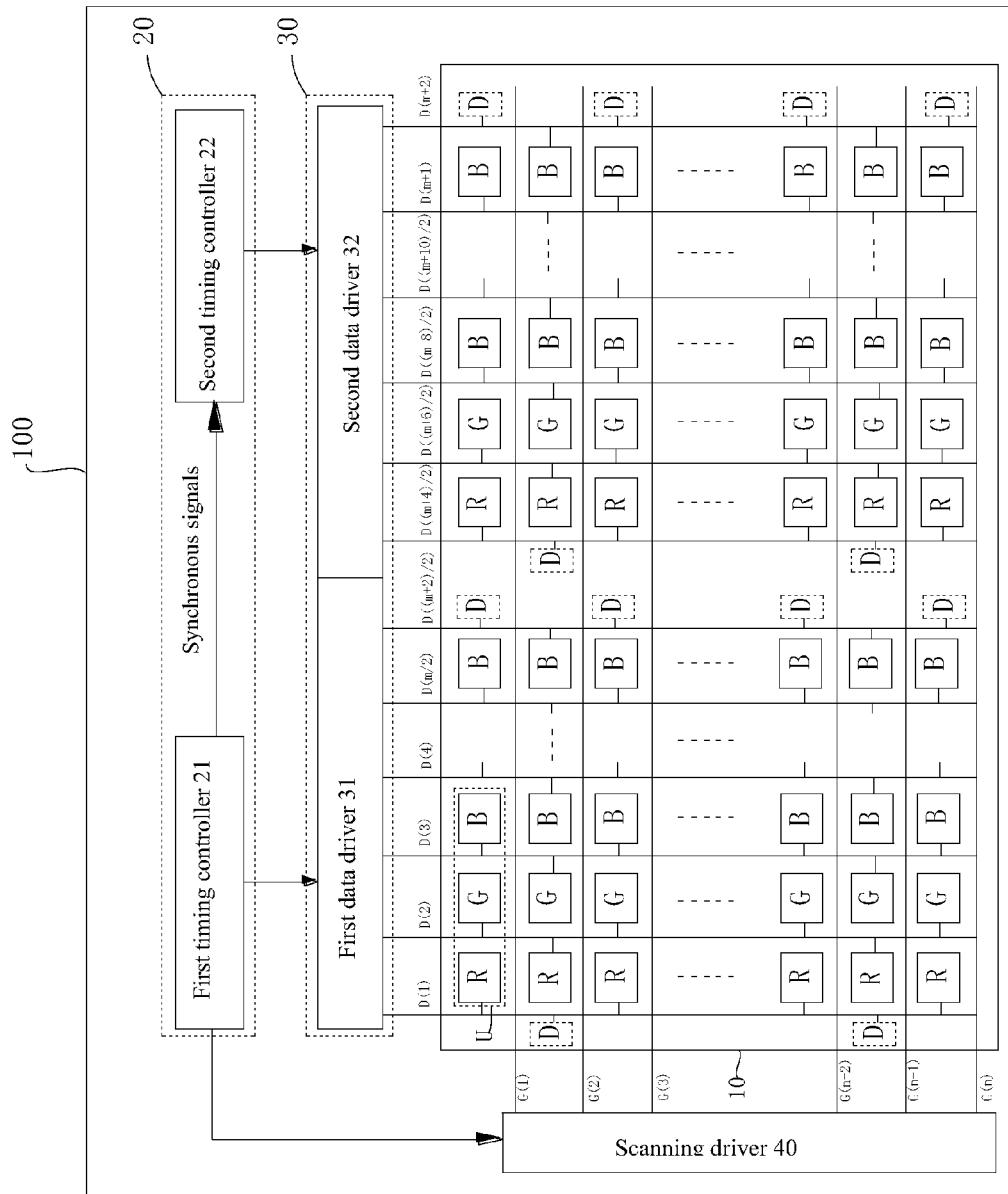 100
20
First timing controller 21
Synchronous signals
Second timing controller 22
30
First data driver 31
Second data driver 32
D(1) D(2) D(3) D(4) D(m/2) D((m+2)/2) D((m+4)/2) D((m+6)/2) D((m 8)/2) D((m+10)/2) D(m+1) D(m+2)
R G B B D R G B B D
U
G(1)
D R G B B D R G B B
G(2)
R G B B D R G B B D
G(3)
10
R G B B D R G B B D
G(n-2)
D R G B B D R G B B
G(n-1)
R G B B D R G B B D
G(n)
Scanning driver 40